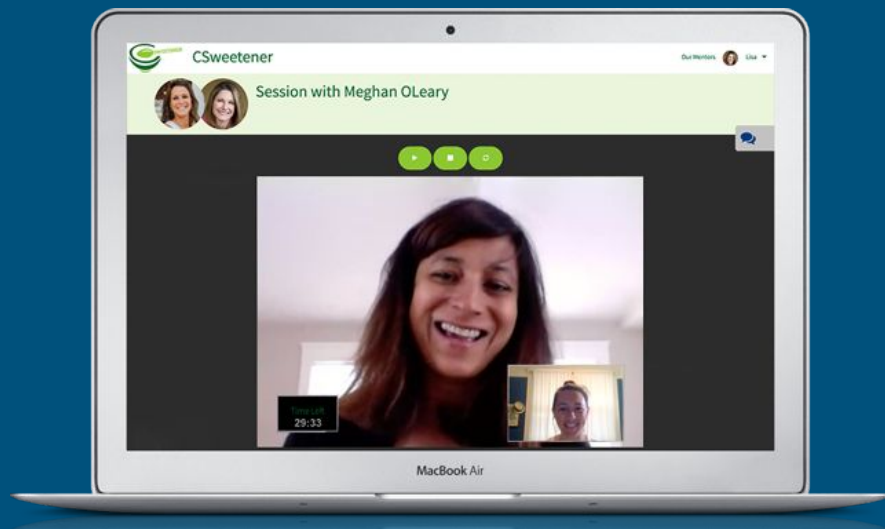 CSweetener
Our Mentors
Lisa
Session with Meghan OLeary
Time Left
29:33
MacBook Air